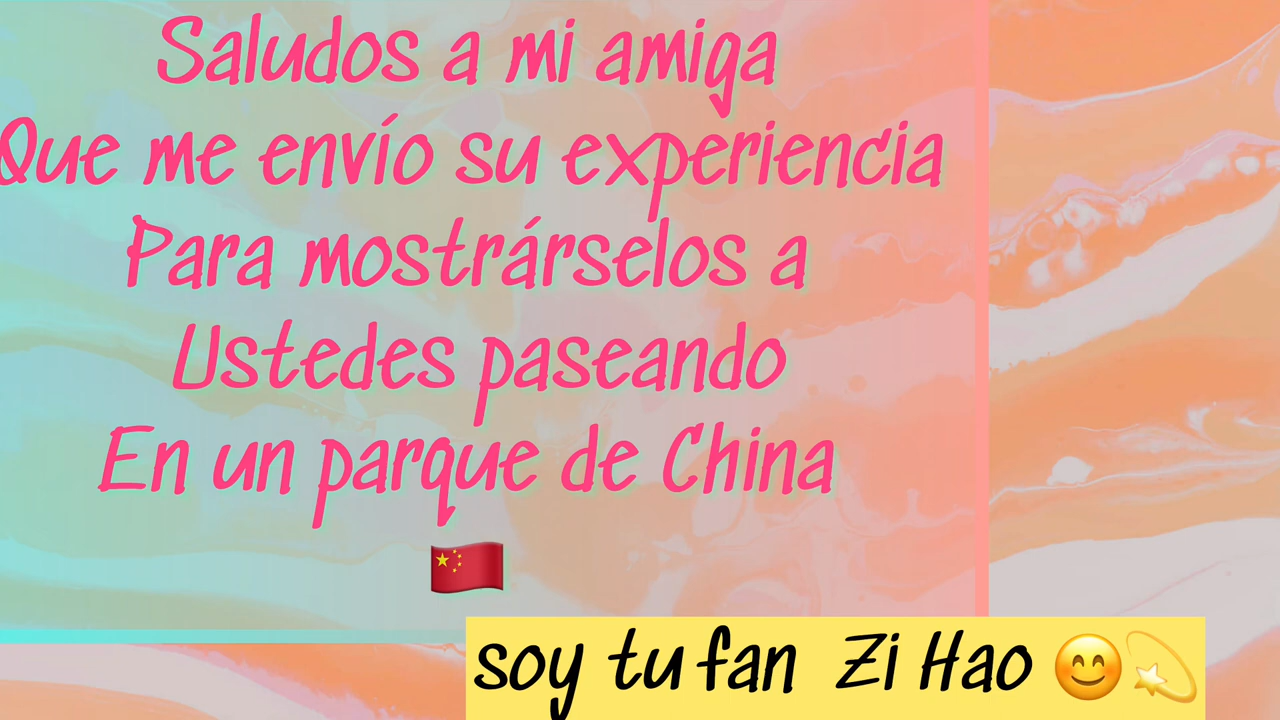 Saludos a mi amiga
Que me envío su experiencia
Para mostrárselos a
Ustedes paseando
En un parque de China
🇨🇳
soy tu fan Zi Hao 😊💫